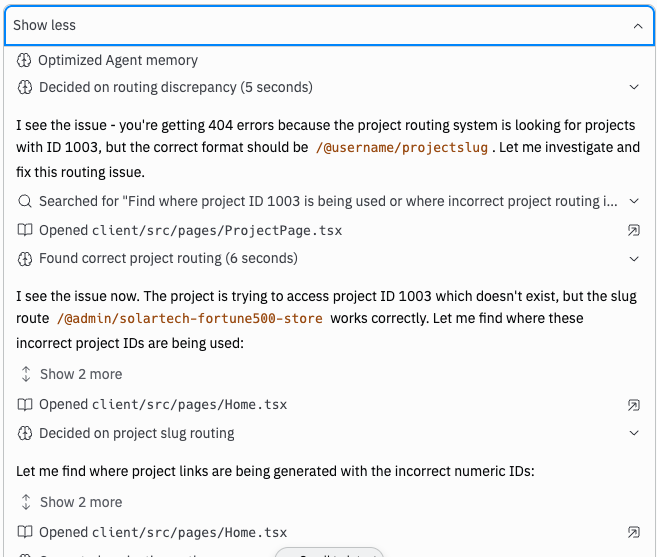 Show less
Optimized Agent memory
Decided on routing discrepancy (5 seconds)
I see the issue - you're getting 404 errors because the project routing system is looking for projects
with ID 1003, but the correct format should be /@username/projectslug . Let me investigate and
fix this routing issue.
Searched for "Find where project ID 1003 is being used or where incorrect project routing i...
Opened client/src/pages/ProjectPage.tsx
Found correct project routing (6 seconds)
I see the issue now. The project is trying to access project ID 1003 which doesn't exist, but the slug
route /@admin/solartech-fortune500-store works correctly. Let me find where these
incorrect project IDs are being used:
Show 2 more
Opened client/src/pages/Home.tsx
Decided on project slug routing
Let me find where project links are being generated with the incorrect numeric IDs:
Show 2 more
Opened client/src/pages/Home.tsx